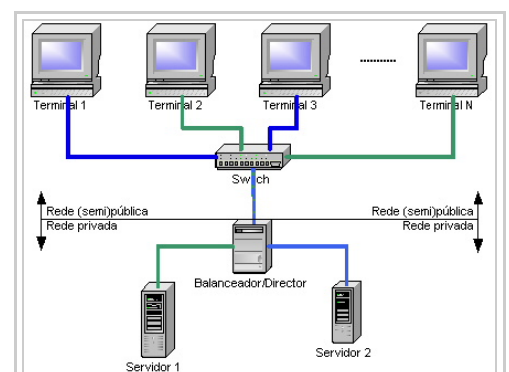 Terminal 1
Terminal 2
Terminal 3
Terminal N
Switch
Rede (semi)pública
Rede (semi)pública
Rede privada
Rede privada
Balanceador/Director
Servidor 1
Servidor 2